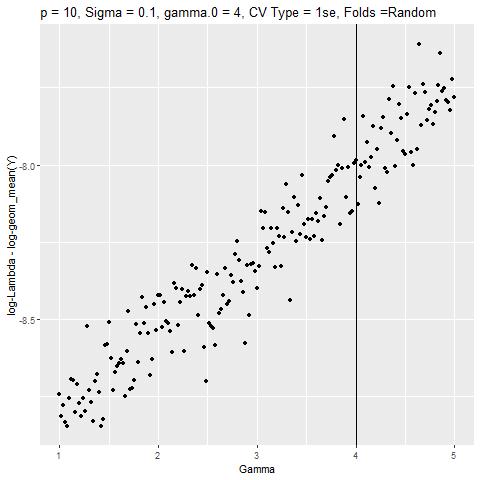 p = 10, Sigma = 0.1, gamma.0 = 4, CV Type = 1se, Folds =Random
log-Lambda - log-geom_mean(Y)
-8.0
-8.5
1
2
3
4
5
Gamma